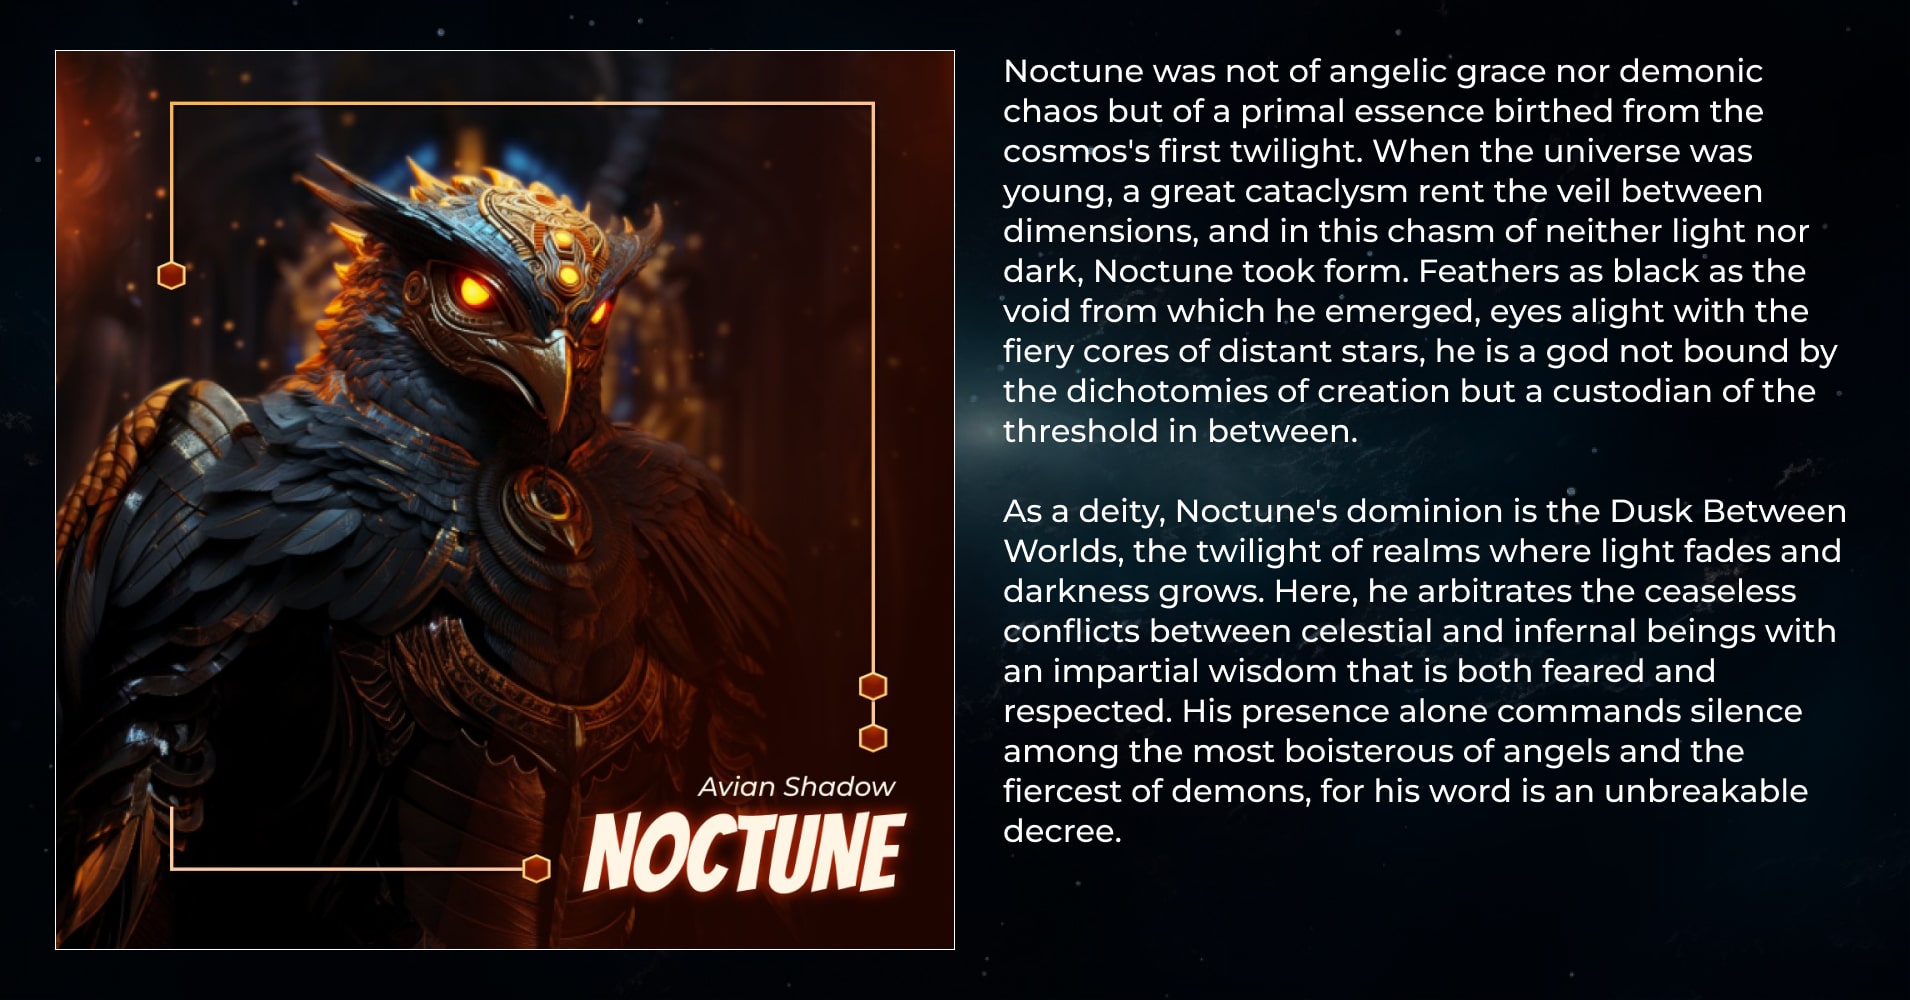 Avian Shadow
NOCTUNE
Noctune was not of angelic grace nor demonic
chaos but of a primal essence birthed from the
cosmos's first twilight. When the universe was
young, a great cataclysm rent the veil between
dimensions, and in this chasm of neither light nor
dark, Noctune took form. Feathers as black as the
void from which he emerged, eyes alight with the
fiery cores of distant stars, he is a god not bound by
the dichotomies of creation but a custodian of the
threshold in between.
As a deity, Noctune's dominion is the Dusk Between
Worlds, the twilight of realms where light fades and
darkness grows. Here, he arbitrates the ceaseless
conflicts between celestial and infernal beings with
an impartial wisdom that is both feared and
respected. His presence alone commands silence
among the most boisterous of angels and the
fiercest of demons, for his word is an unbreakable
decree.